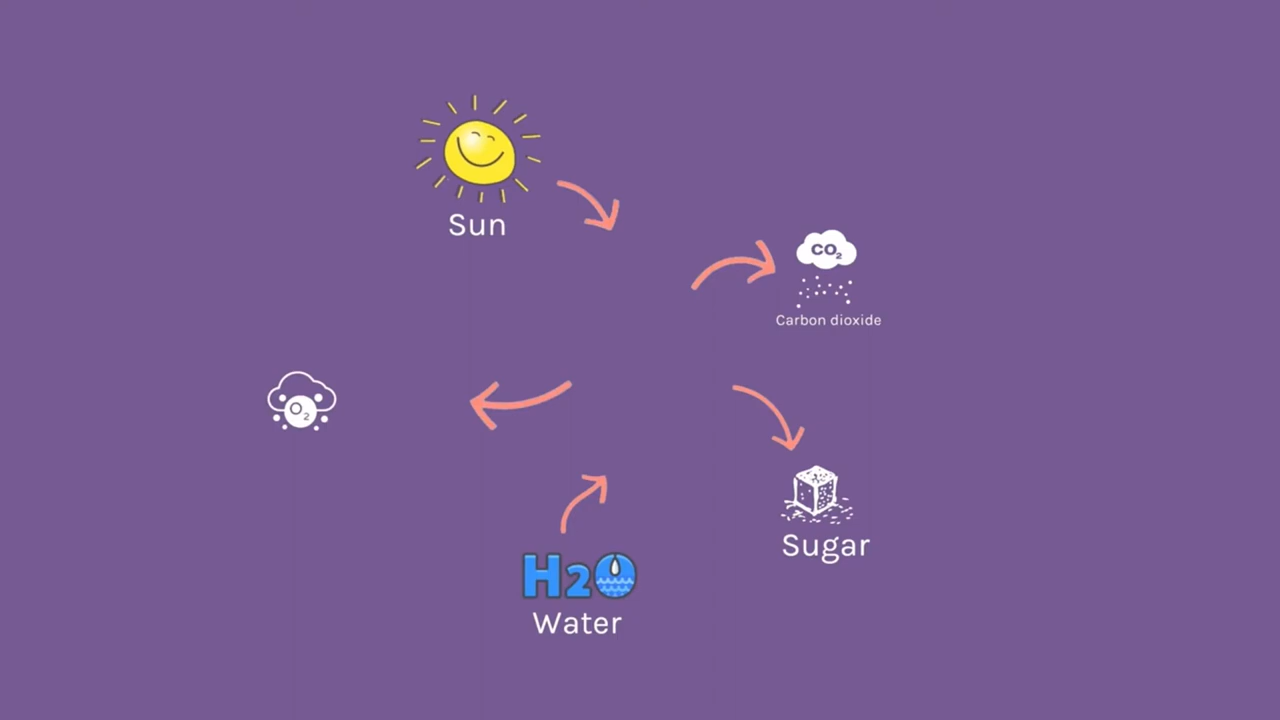 Sun
CO₂
Carbon dioxide
O₂
Sugar
H₂O
Water